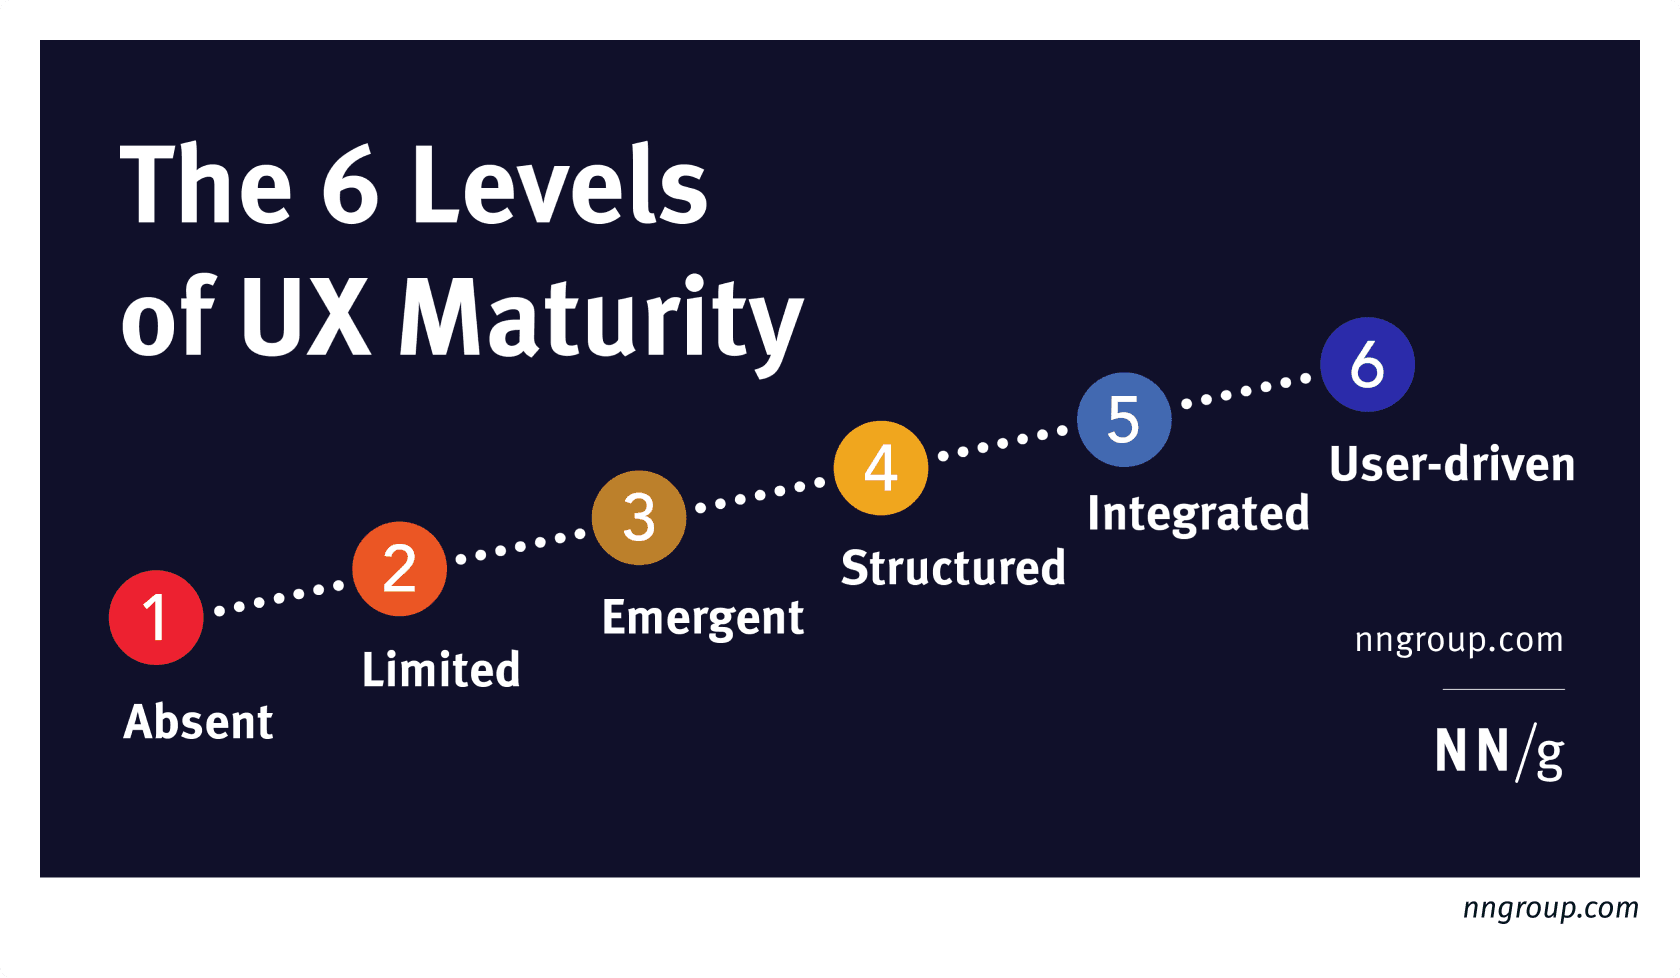 The 6 Levels
of UX Maturity
1
Absent
2
Limited
3
Emergent
4
Structured
5
Integrated
6
User-driven
nngroup.com
NN/g
nngroup.com